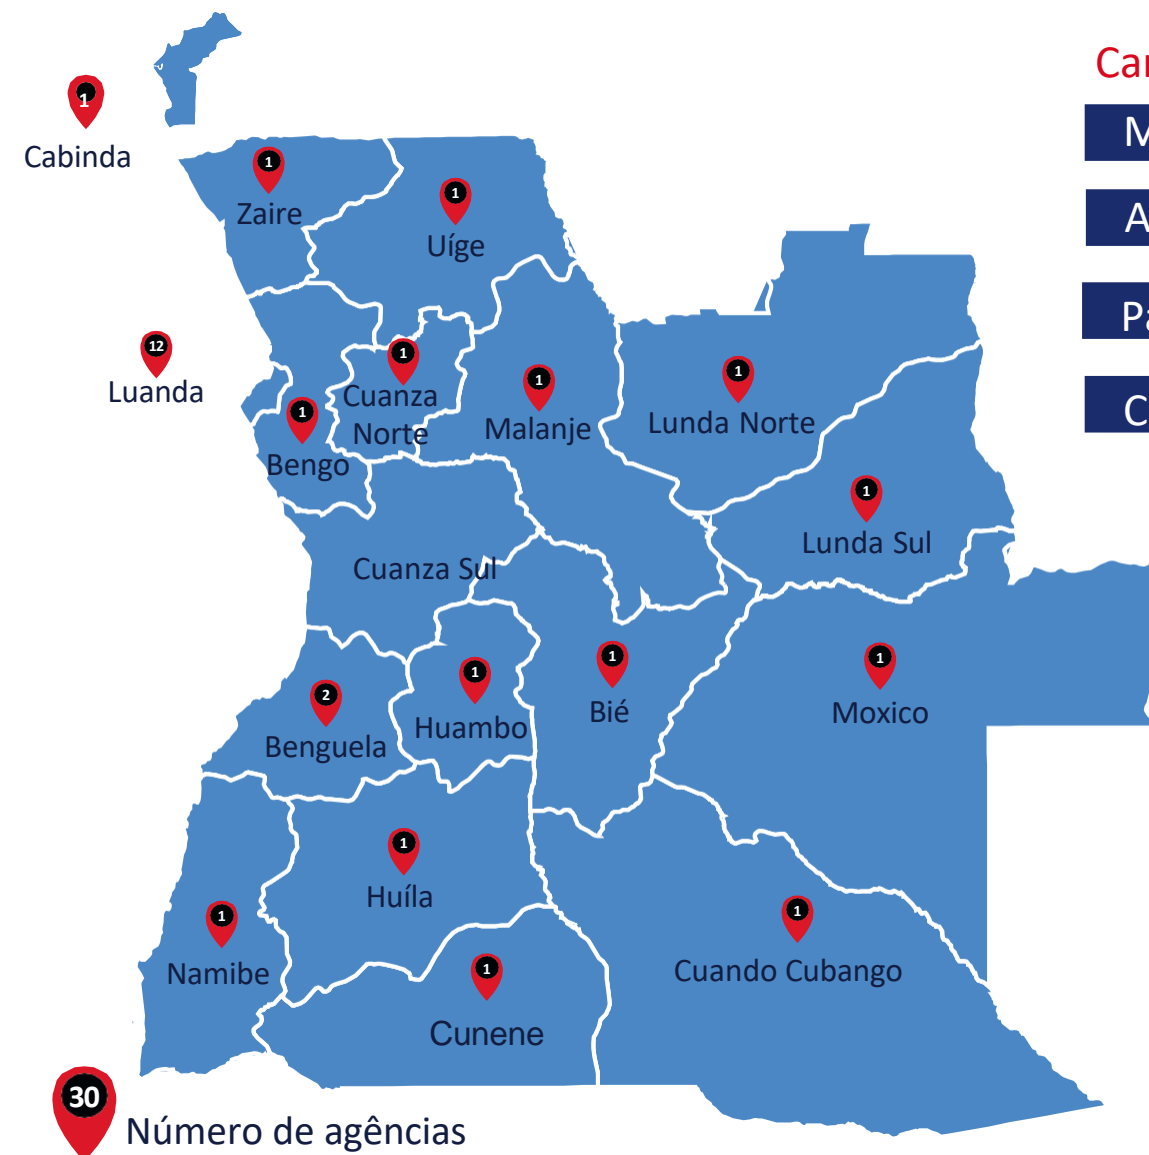 Car
1
Cabinda
M
1
Zaire
1
Uíge
A
Pa
12
Luanda
1
Cuanza
Norte
1
Malanje
1
Lunda Norte
C
1
Bengo
1
Lunda Sul
Cuanza Sul
2
Benguela
1
Huambo
1
Bié
1
Moxico
1
Huíla
1
Namibe
1
Cunene
1
Cuando Cubango
30
Número de agências